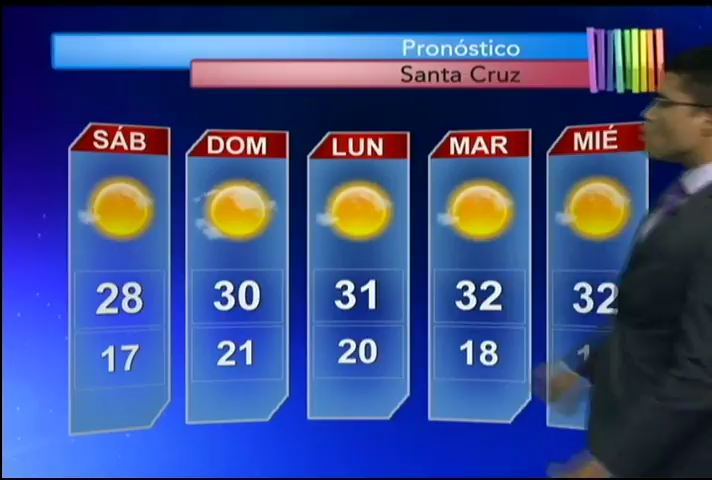 Pronóstico
Santa Cruz
SÁB DOM LUN MAR MIÉ
28 30 31 32 32
17 21 20 18